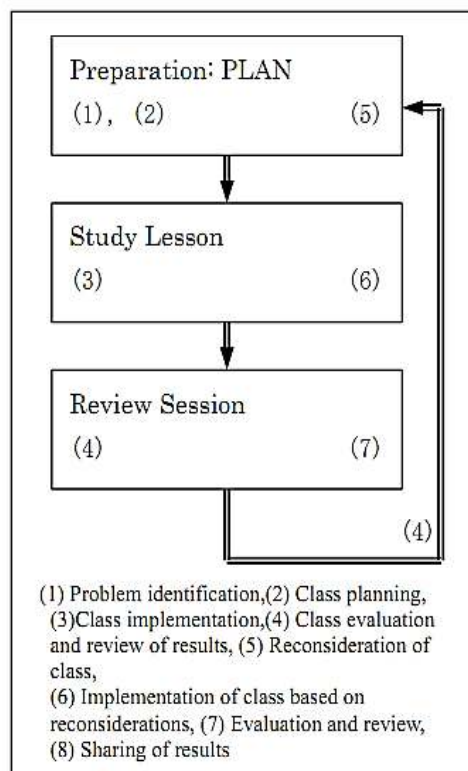 Preparation: PLAN
(1), (2) (5)
Study Lesson
(3) (6)
Review Session
(4) (7)
(4)
(1) Problem identification,(2) Class planning,
(3)Class implementation,(4) Class evaluation
and review of results, (5) Reconsideration of
class,
(6) Implementation of class based on
reconsiderations, (7) Evaluation and review,
(8) Sharing of results